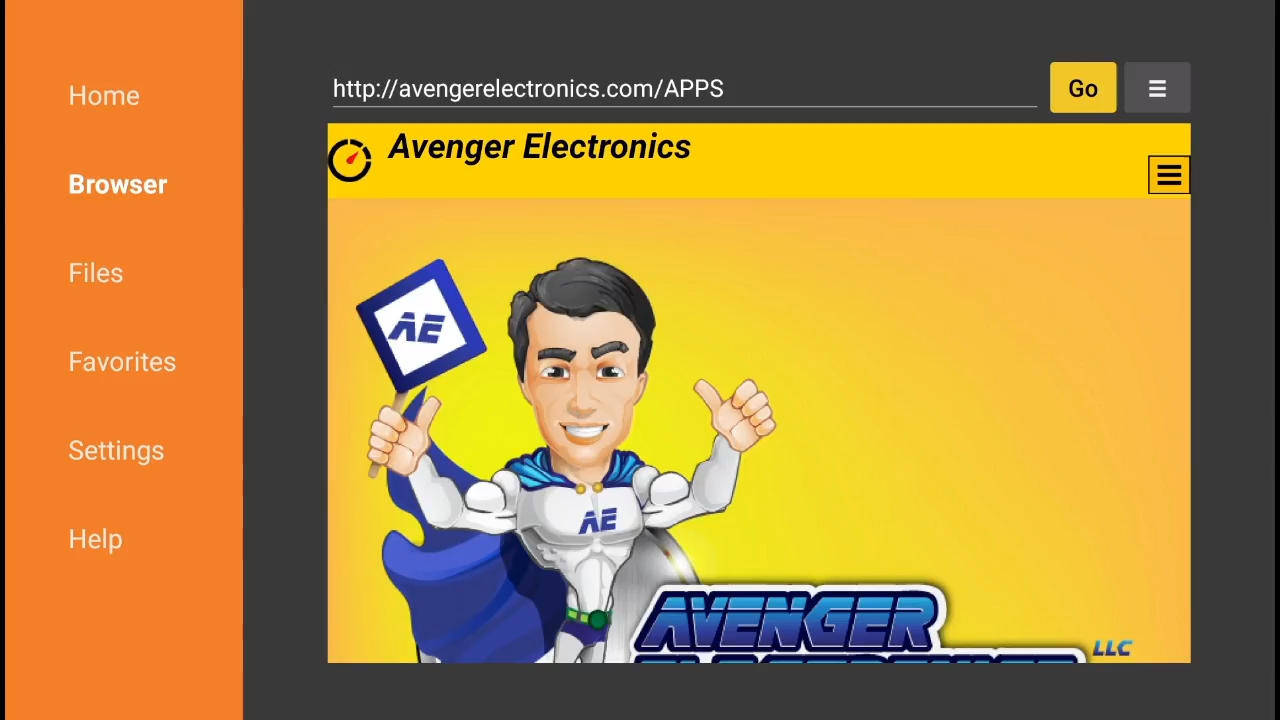 Home
Browser
Files
Favorites
Settings
Help
http://avengerelectronics.com/APPS
Go
Avenger Electronics
AE
AE
AVENGER
LLC